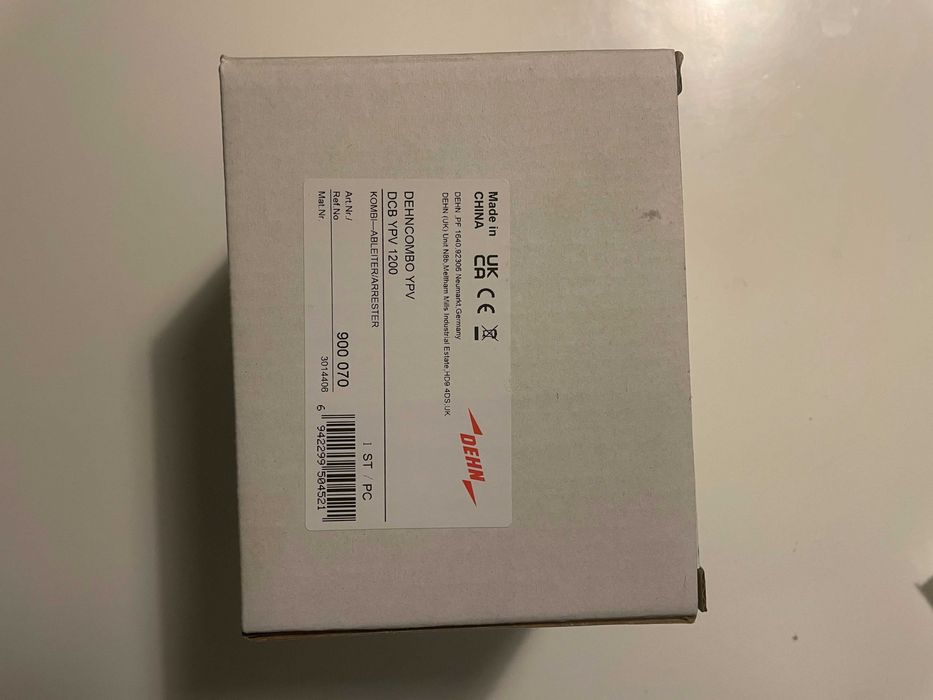 Made in
CHINA
UK
CA
CE
DEHN
DEHN ,PF 1640,92306 Neumarkt,Germany
DEHN (UK) Unit N8b,Meltham Mills Industrial Estate,HD9 4DS,UK
DEHNCOMBO YPV
DCB YPV 1200
KOMBI—ABLEITER/ARRESTER
1 ST / PC
Art.Nr./
Ref.No
900 070
Mat.Nr.
3014406
6 942299 504521